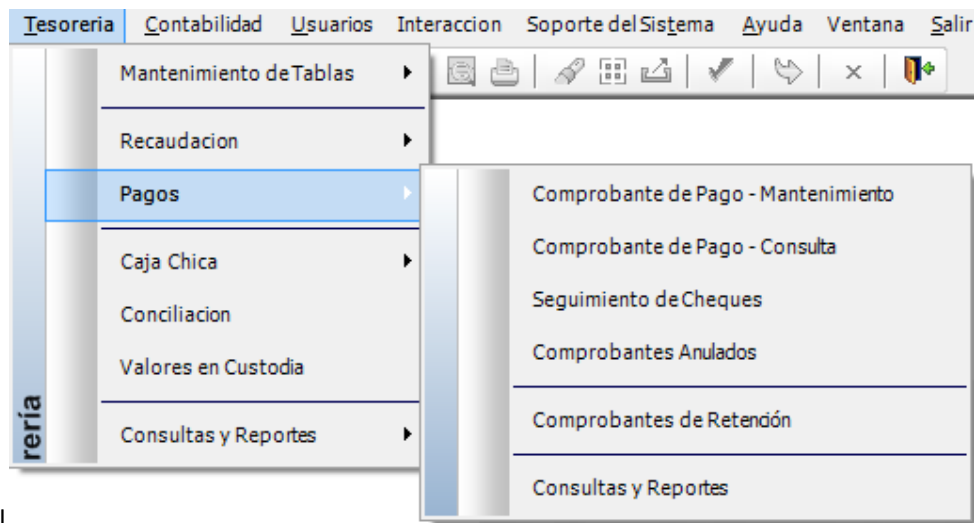 Tesoreria Contabilidad Usuarios Interaccion Soporte del Sistema Ayuda Ventana Salir
Mantenimiento de Tablas
Recaudacion
Pagos
Caja Chica
Conciliacion
Valores en Custodia
Consultas y Reportes
rería
Comprobante de Pago - Mantenimiento
Comprobante de Pago - Consulta
Seguimiento de Cheques
Comprobantes Anulados
Comprobantes de Retención
Consultas y Reportes